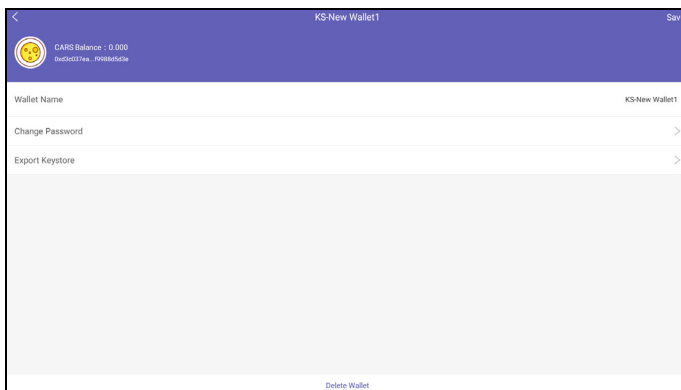 KS-New Wallet1
Sav
CARS Balance : 0.000
0xd3c037ea...f9988d5d3e
Wallet Name
KS-New Wallet1
Change Password
Export Keystore
Delete Wallet